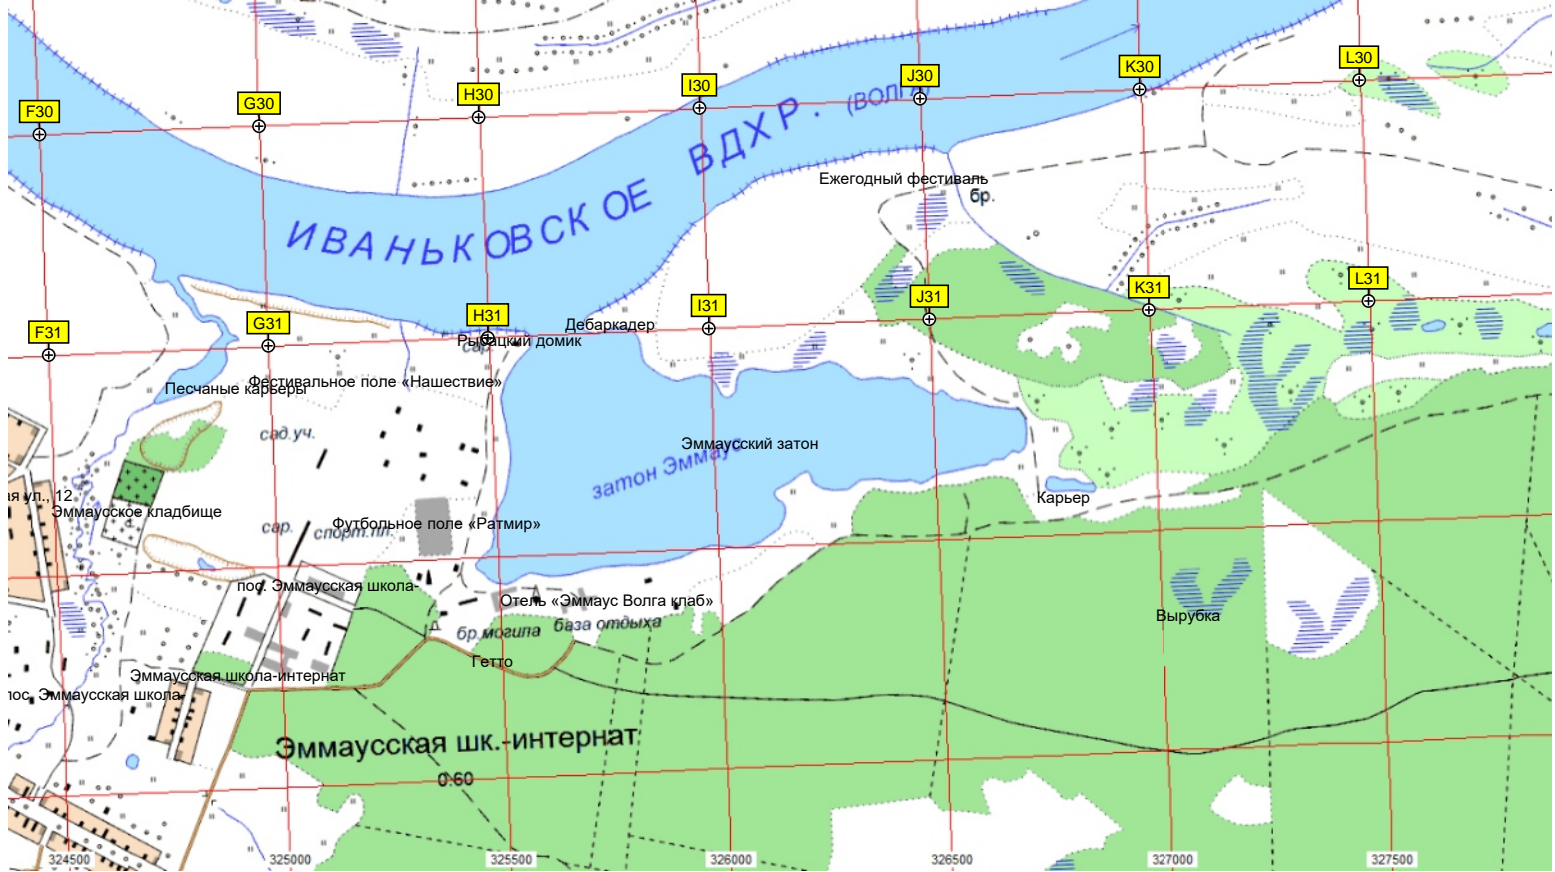 L30
K30
J30
I30
H30
G30
F30
ИВАНЬКОВСКОЕ ВДХР. (ВОЛГА)
Ежегодный фестиваль
бр.
L31
K31
J31
I31
H31
G31
F31
Дебаркадер
Рыбацкий домик
сар.
Фестивальное поле «Нашествие»
Песчаные карьеры
сад.уч.
Эммаусский затон
затон Эммаус
ая ул., 12
Карьер
Эммаусское кладбище
сар.
Футбольное поле «Ратмир»
спорт.пл.
пос. Эммаусская школа-
Отель «Эммаус Волга клаб»
Вырубка
бр.могила
база отдыха
Гетто
Эммаусская школа-интернат
пос. Эммаусская школа-
Эммаусская шк.-интернат
0.60
324500
325000
325500
326000
326500
327000
327500